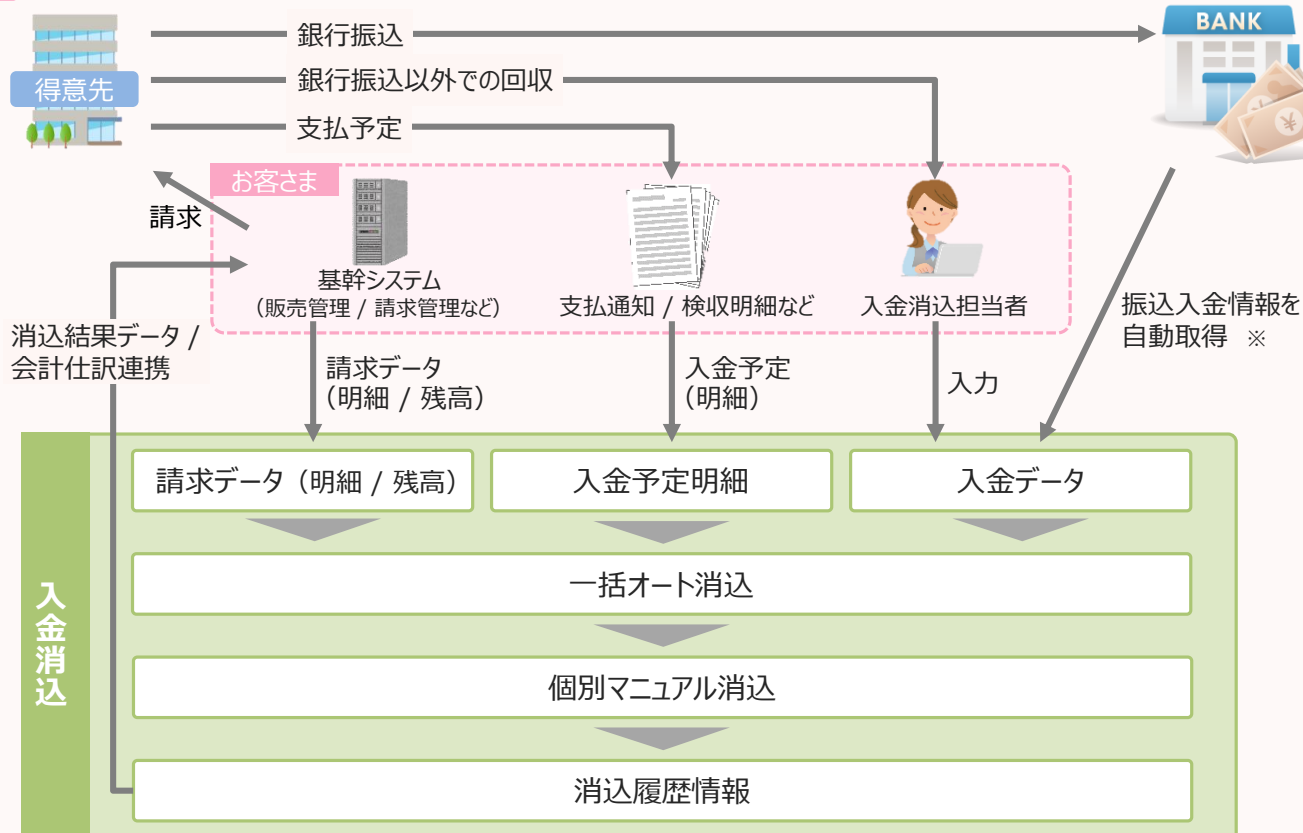 銀行振込
BANK
銀行振込以外での回収
得意先
支払予定
お客さま
請求
基幹システム
（販売管理 / 請求管理など）
支払通知 / 検収明細など
入金消込担当者
振込入金情報を
自動取得 ※
消込結果データ /
会計仕訳連携
請求データ
（明細 / 残高）
入金予定
（明細）
入力
請求データ（明細 / 残高）
入金予定明細
入金データ
一括オート消込
入金消込
個別マニュアル消込
消込履歴情報